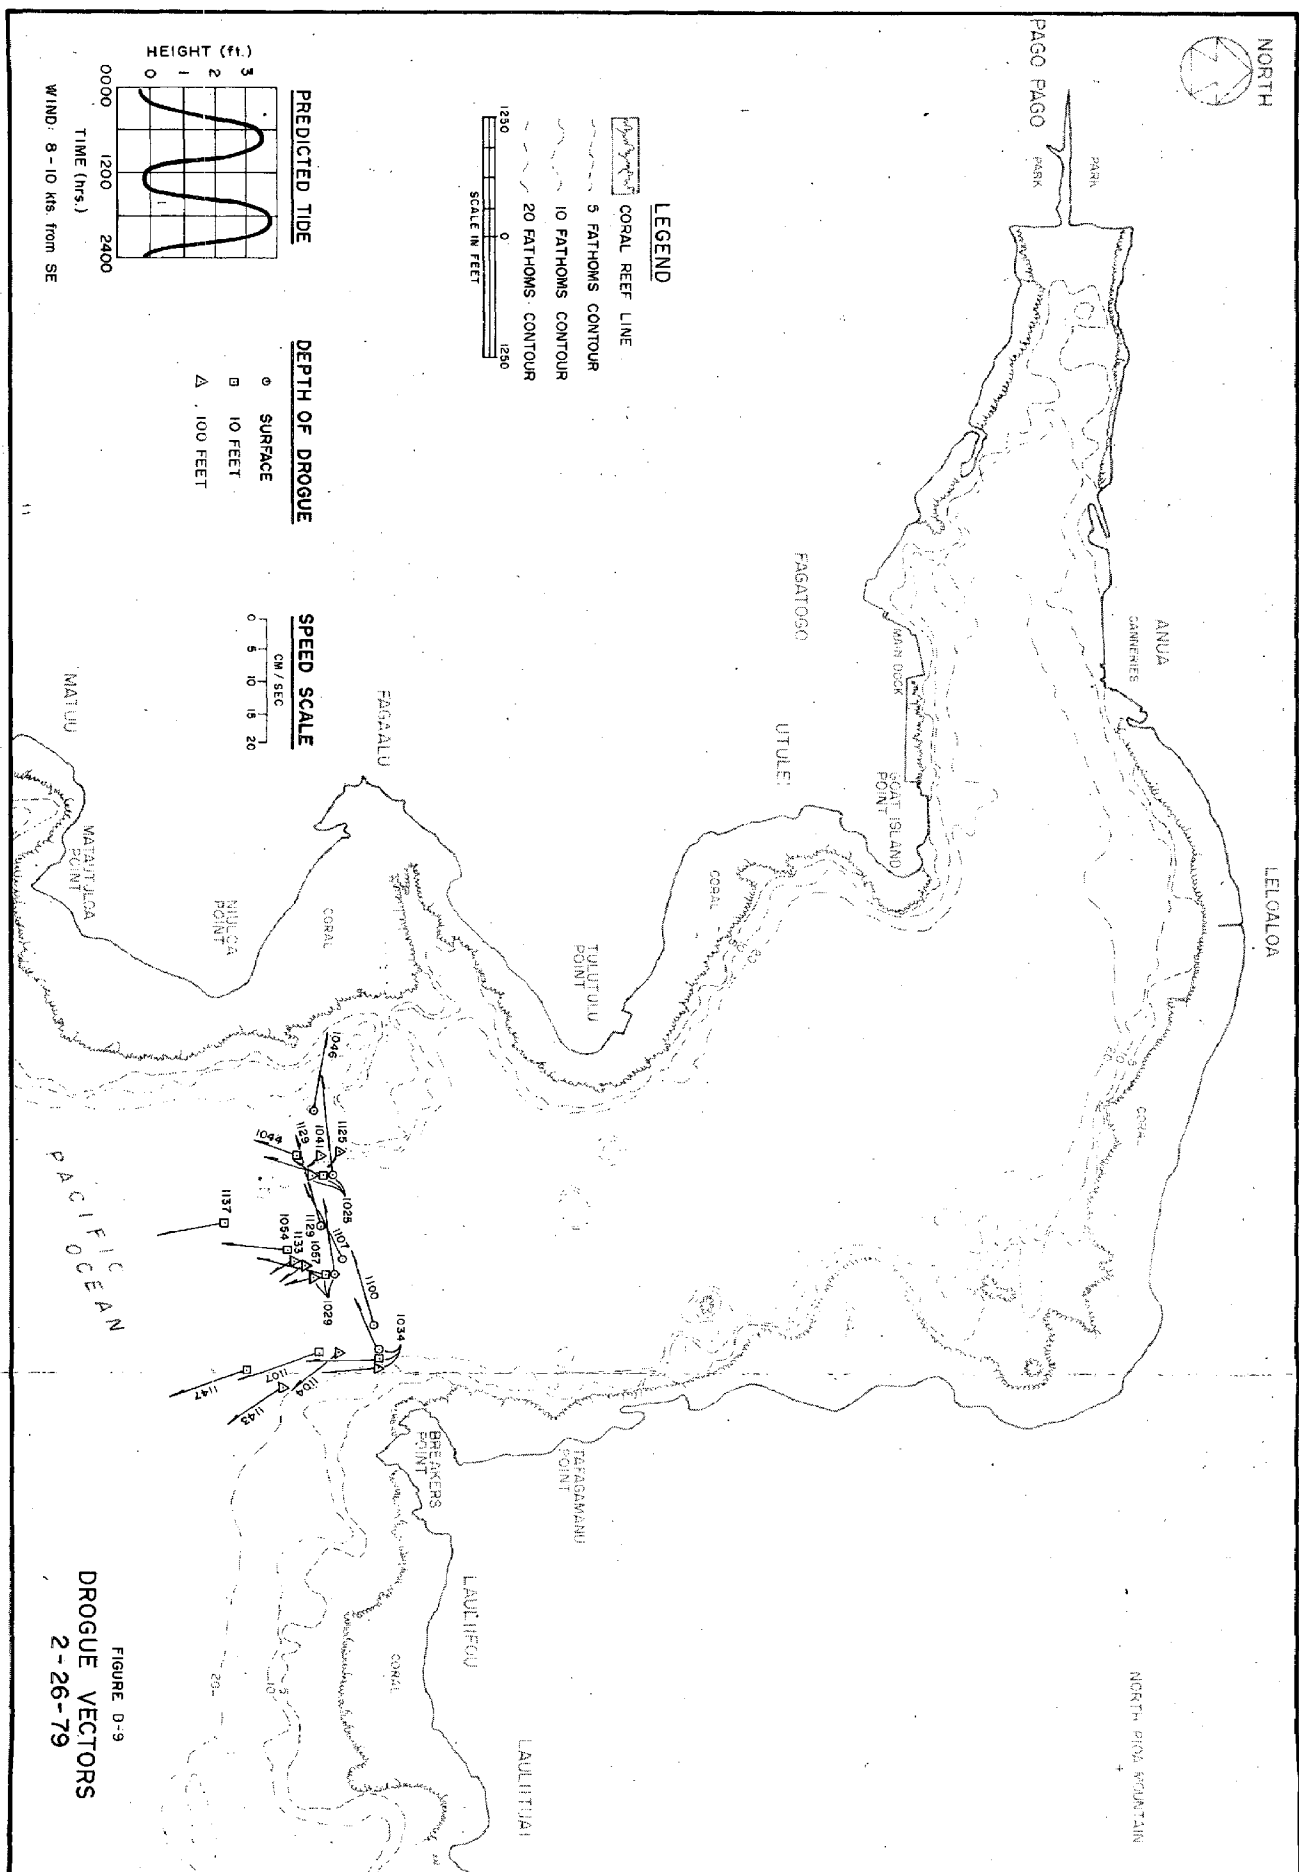 NORTH
PAGO PAGO
PARK
PARK
ANUA
CANNERIES
LELOALOA
FAGATOGO
MAIN DOCK
GOAT ISLAND
POINT
UTULEI
CORAL
CORAL
TULUTULU
POINT
FAGAALU
CORAL
NIULOA
POINT
MATAUTULOA
POINT
MATUU
TAFAGAMANU
POINT
BREAKERS
POINT
LAULIIFOU
CORAL
LAULIITUAI
NORTH PIOA MOUNTAIN
PACIFIC
OCEAN
LEGEND
CORAL REEF LINE
5 FATHOMS CONTOUR
10 FATHOMS CONTOUR
20 FATHOMS CONTOUR
1250 0 1250
SCALE IN FEET
PREDICTED TIDE
HEIGHT (ft.)
3
2
1
0
0000 1200 2400
TIME (hrs.)
WIND: 8-10 kts. from SE
DEPTH OF DROGUE
SURFACE
10 FEET
100 FEET
SPEED SCALE
CM / SEC
0 5 10 15 20
1046
1125
1041
1129
1044
1025
1107
1129
1057
1133
1054
1137
1029
1100
1034
1104
1107
1147
1143
20
10
5
11
FIGURE D-9
DROGUE VECTORS
2-26-79